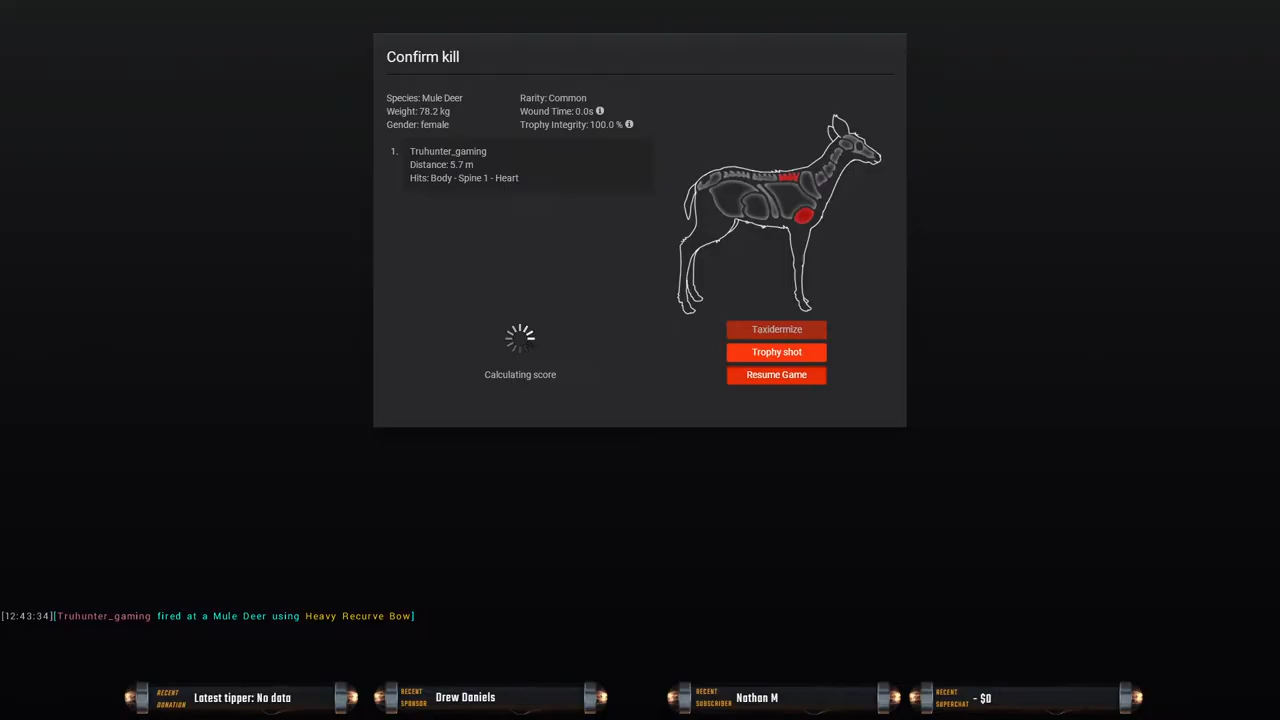 Confirm kill
Species: Mule Deer
Weight: 78.2 kg
Gender: female
Rarity: Common
Wound Time: 0.0s
Trophy Integrity: 100.0 %
1.
Truhunter_gaming
Distance: 5.7 m
Hits: Body - Spine 1 - Heart
Calculating score
Taxidermize
Trophy shot
Resume Game
[12:43:34][Truhunter_gaming fired at a Mule Deer using Heavy Recurve Bow]
RECENT
DONATION
Latest tipper: No data
RECENT
SPONSOR
Drew Daniels
RECENT
SUBSCRIBER
Nathan M
RECENT
SUPERCHAT
- $0